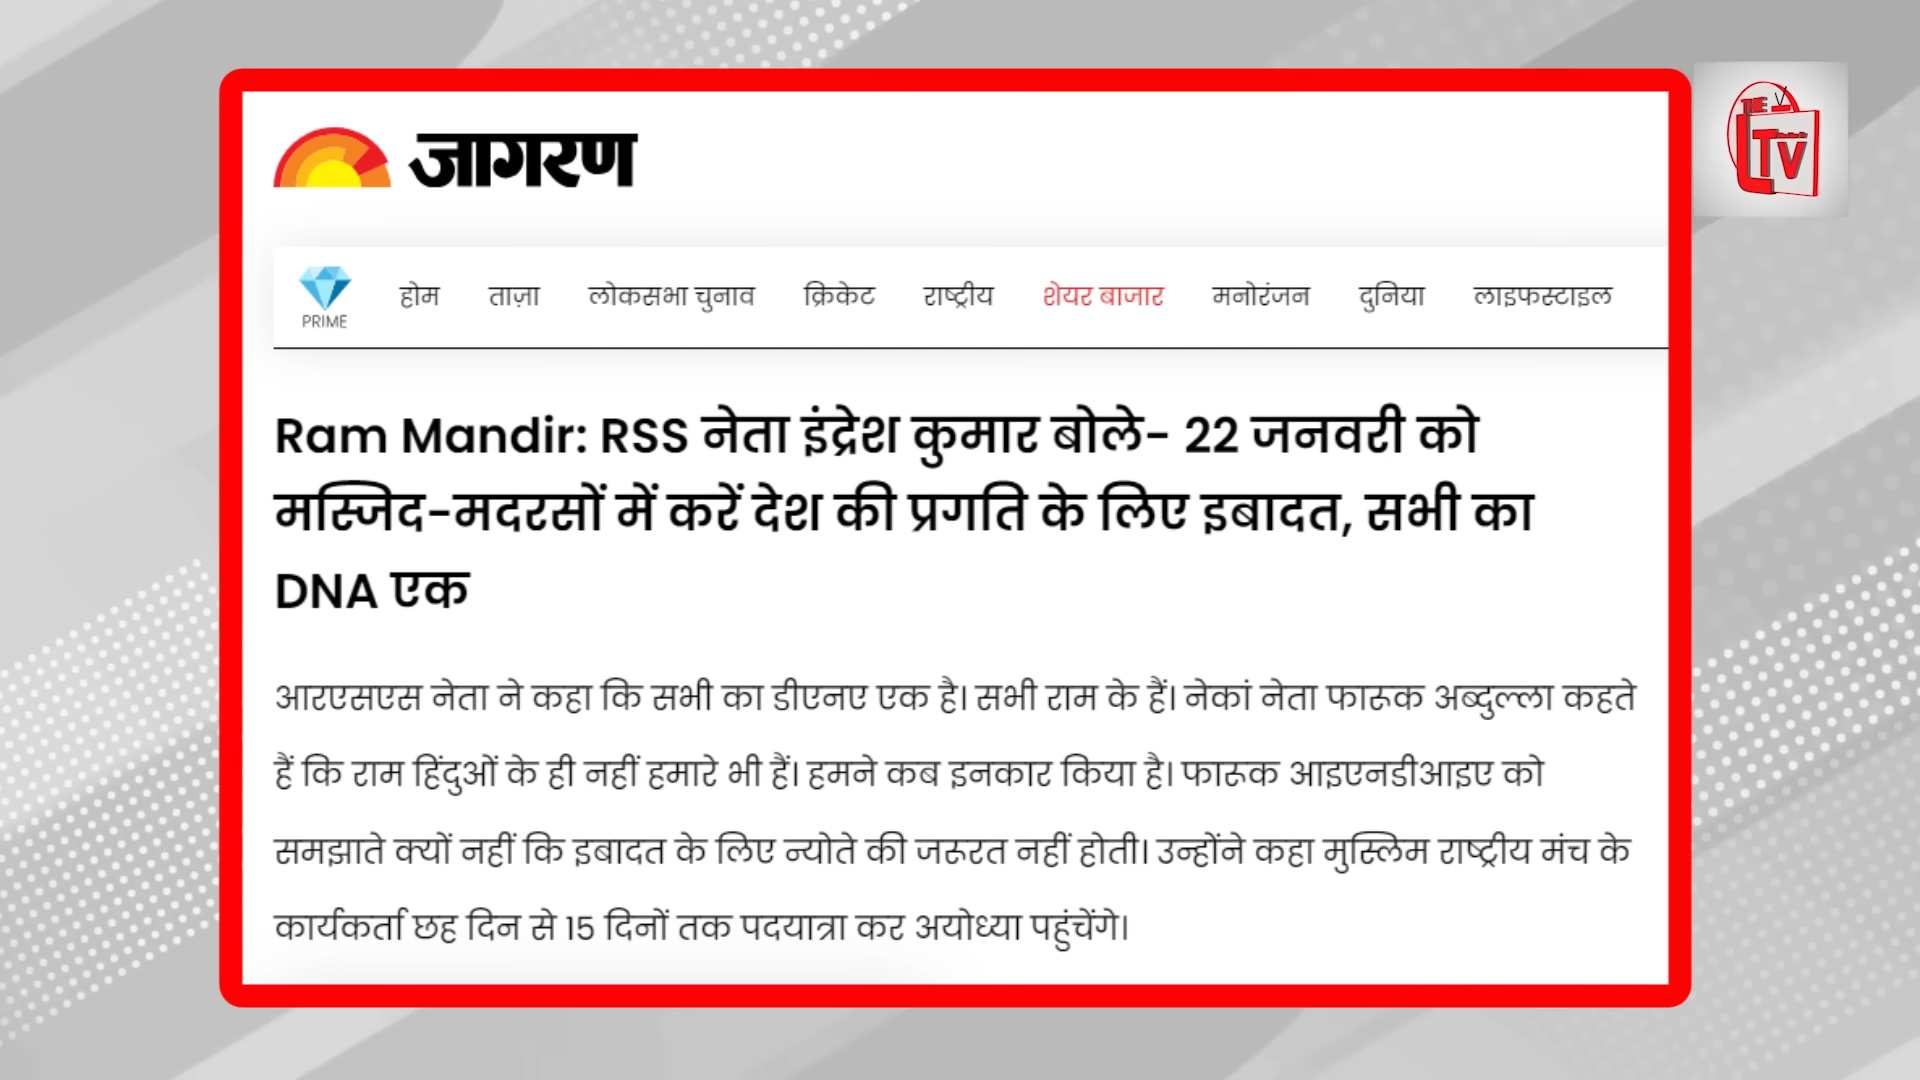 जागरण
THE
TV
PRIME
होम ताज़ा लोकसभा चुनाव क्रिकेट राष्ट्रीय शेयर बाजार मनोरंजन दुनिया लाइफस्टाइल
Ram Mandir: RSS नेता इंद्रेश कुमार बोले- 22 जनवरी को
मस्जिद-मदरसों में करें देश की प्रगति के लिए इबादत, सभी का
DNA एक
आरएसएस नेता ने कहा कि सभी का डीएनए एक है। सभी राम के हैं। नेकां नेता फारूक अब्दुल्ला कहते
हैं कि राम हिंदुओं के ही नहीं हमारे भी हैं। हमने कब इनकार किया है। फारूक आइएनडीआइए को
समझाते क्यों नहीं कि इबादत के लिए न्योते की जरूरत नहीं होती। उन्होंने कहा मुस्लिम राष्ट्रीय मंच के
कार्यकर्ता छह दिन से 15 दिनों तक पदयात्रा कर अयोध्या पहुंचेंगे।